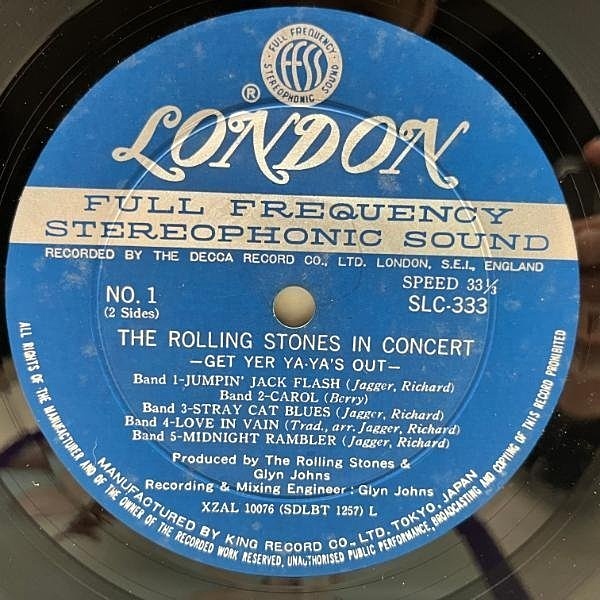 FULL FREQUENCY
ffss
STEREOPHONIC SOUND
®
LONDON
FULL FREQUENCY
STEREOPHONIC SOUND
RECORDED BY THE DECCA RECORD CO., LTD. LONDON, S.E.I., ENGLAND
SPEED 33⅓
NO. 1
SLC-333
(2 Sides)
THE ROLLING STONES IN CONCERT
—GET YER YA·YA'S OUT—
Band 1-JUMPIN' JACK FLASH (Jagger, Richard)
Band 2-CAROL (Berry)
Band 3-STRAY CAT BLUES (Jagger, Richard)
Band 4-LOVE IN VAIN (Trad., arr. Jagger, Richard)
Band 5-MIDNIGHT RAMBLER (Jagger, Richard)
Produced by The Rolling Stones &
Glyn Johns
Recording & Mixing Engineer: Glyn Johns
XZAL 10076 (SDLBT 1257) L
MANUFACTURED BY KING RECORD CO., LTD. TOKYO, JAPAN
ALL RIGHTS OF THE MANUFACTURER AND OF THE OWNER OF THE RECORDED WORK RESERVED, UNAUTHORISED PUBLIC PERFORMANCE, BROADCASTING AND COPYING OF THIS RECORD PROHIBITED